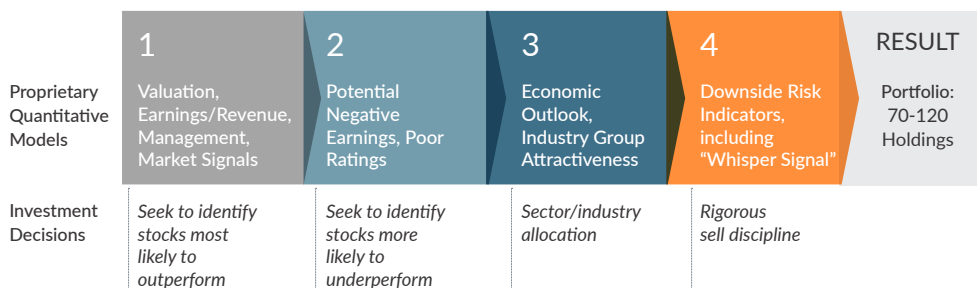 1
2
3
4
RESULT
Proprietary
Quantitative
Models
Valuation,
Earnings/Revenue,
Management,
Market Signals
Potential
Negative
Earnings, Poor
Ratings
Economic
Outlook,
Industry Group
Attractiveness
Downside Risk
Indicators,
including
“Whisper Signal”
Portfolio:
70-120
Holdings
Investment
Decisions
Seek to identify
stocks most
likely to
outperform
Seek to identify
stocks more
likely to
underperform
Sector/industry
allocation
Rigorous
sell discipline